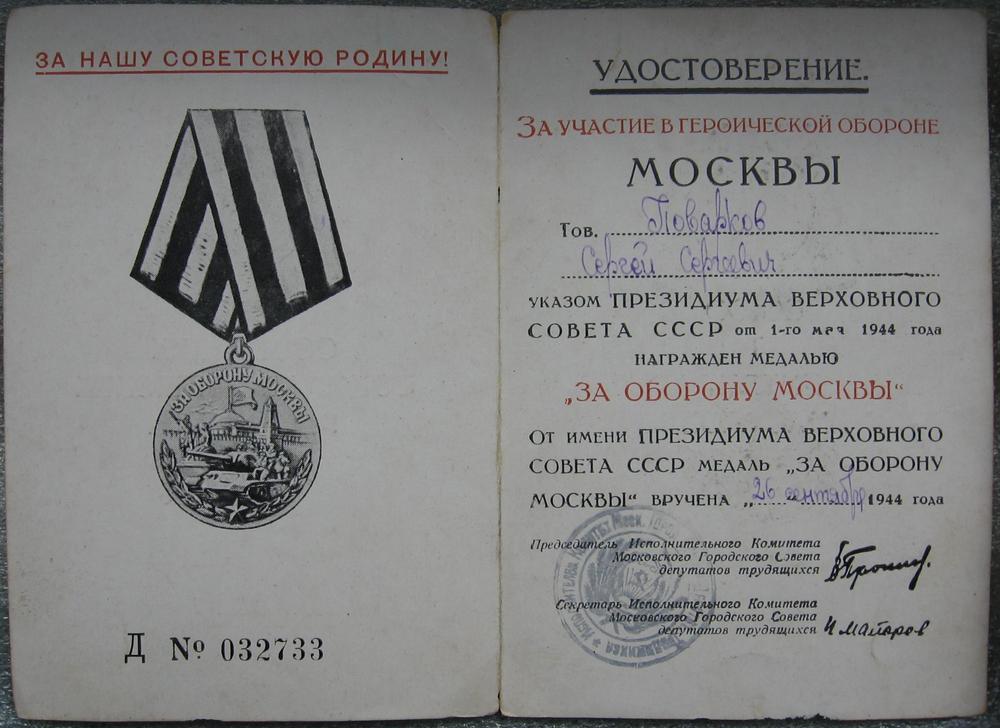 ЗА НАШУ СОВЕТСКУЮ РОДИНУ!
ЗА ОБОРОНУ МОСКВЫ
Д № 032733
УДОСТОВЕРЕНИЕ.
ЗА УЧАСТИЕ В ГЕРОИЧЕСКОЙ ОБОРОНЕ
МОСКВЫ
Тов. Поварков
Сергей Сергеевич
УКАЗОМ ПРЕЗИДИУМА ВЕРХОВНОГО
СОВЕТА СССР от 1-го мая 1944 года
НАГРАЖДЕН МЕДАЛЬЮ
„ЗА ОБОРОНУ МОСКВЫ“
ОТ ИМЕНИ ПРЕЗИДИУМА ВЕРХОВНОГО
СОВЕТА СССР МЕДАЛЬ „ЗА ОБОРОНУ
МОСКВЫ“ ВРУЧЕНА „26“ сентября 1944 года
Председатель Исполнительного Комитета
Московского Городского Совета
депутатов трудящихся
Секретарь Исполнительного Комитета
Московского Городского Совета
депутатов трудящихся